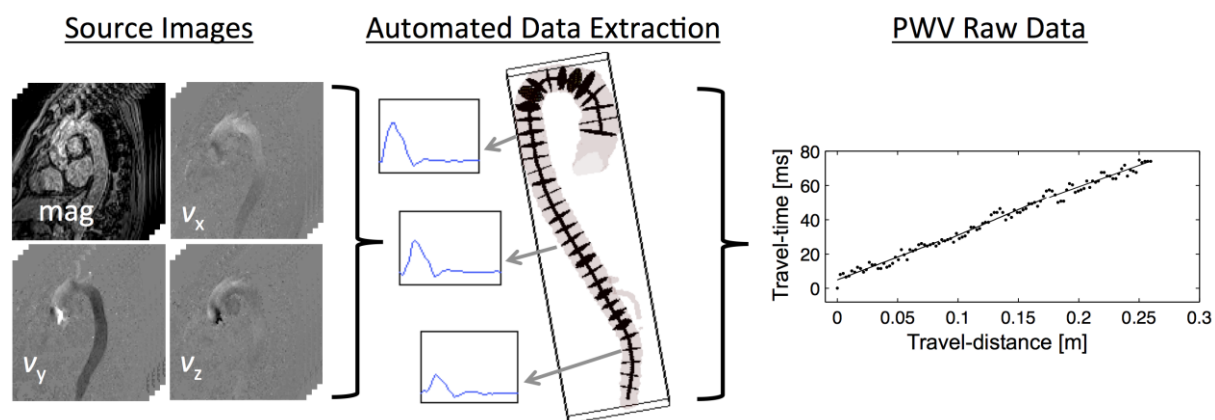 Source Images
Automated Data Extraction
PWV Raw Data
mag
vx
vy
vz
Travel-time [ms]
80
60
40
20
0
0 0.05 0.1 0.15 0.2 0.25 0.3
Travel-distance [m]